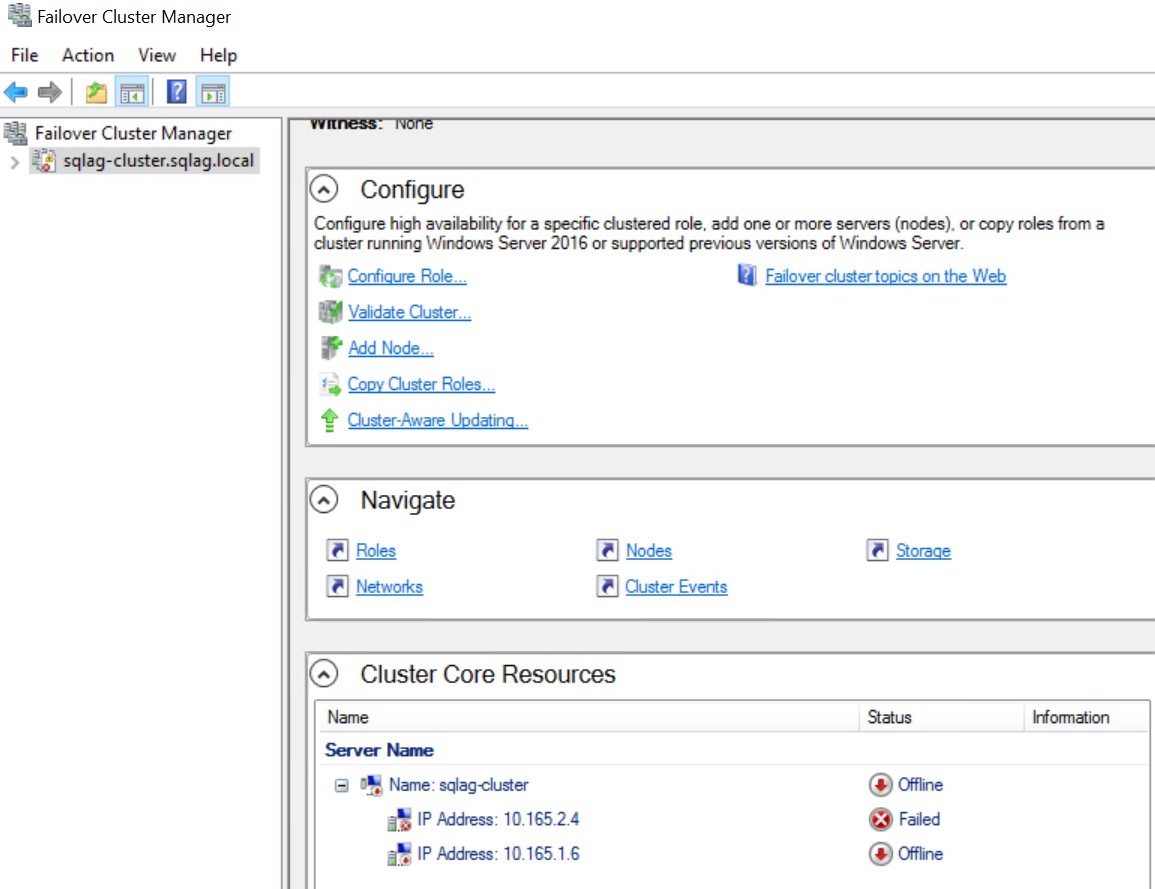 Failover Cluster Manager
File Action View Help
Failover Cluster Manager
sqlag-cluster.sqlag.local
Witness: None
Configure
Configure high availability for a specific clustered role, add one or more servers (nodes), or copy roles from a
cluster running Windows Server 2016 or supported previous versions of Windows Server.
Configure Role... Failover cluster topics on the Web
Validate Cluster...
Add Node...
Copy Cluster Roles...
Cluster-Aware Updating...
Navigate
Roles Nodes Storage
Networks Cluster Events
Cluster Core Resources
Name Status Information
Server Name
Name: sqlag-cluster Offline
IP Address: 10.165.2.4 Failed
IP Address: 10.165.1.6 Offline